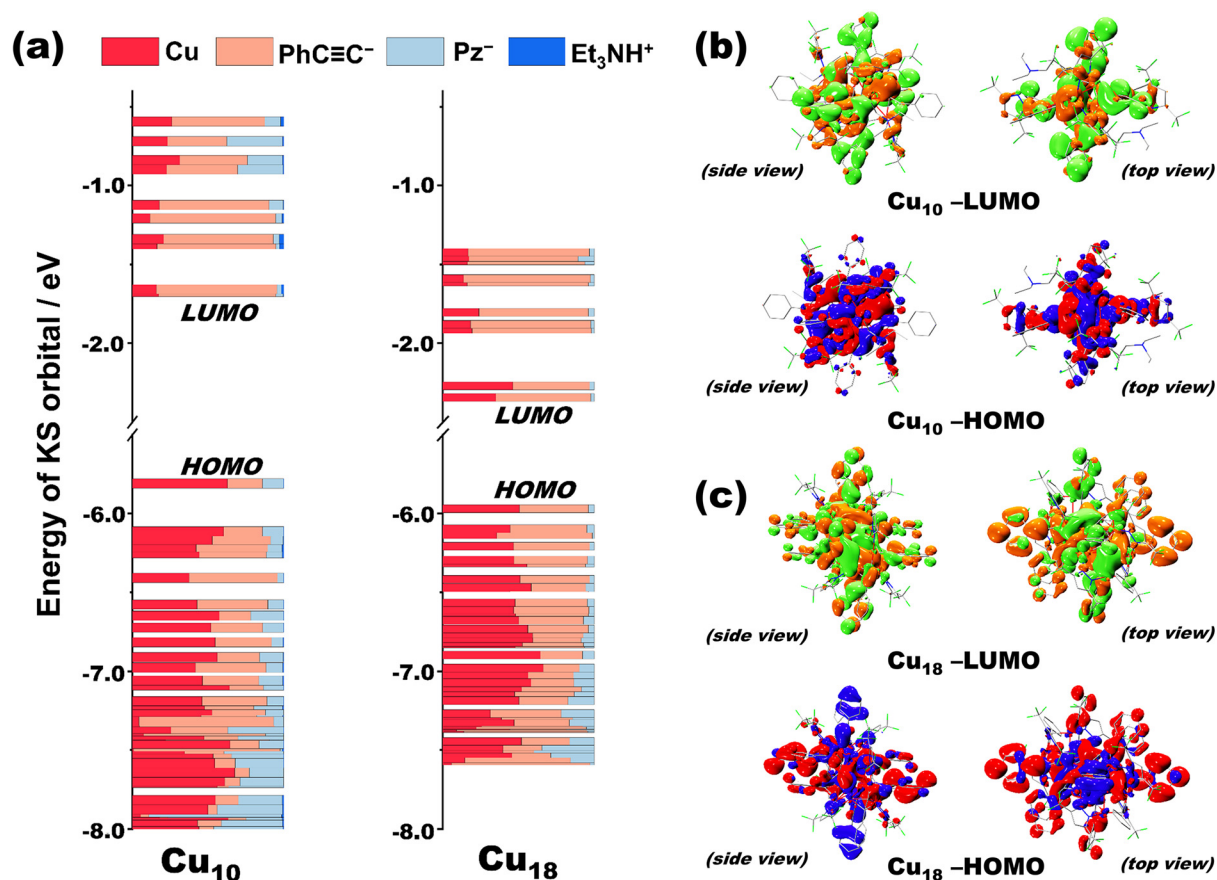 (a)
Cu
PhC≡C⁻
Pz⁻
Et₃NH⁺
Energy of KS orbital / eV
-1.0
-2.0
-6.0
-7.0
-8.0
LUMO
HOMO
Cu₁₀
-1.0
-2.0
-6.0
-7.0
-8.0
LUMO
HOMO
Cu₁₈
(b)
(side view)
(top view)
Cu₁₀ –LUMO
(side view)
(top view)
Cu₁₀ –HOMO
(c)
(side view)
(top view)
Cu₁₈ –LUMO
(side view)
(top view)
Cu₁₈ –HOMO